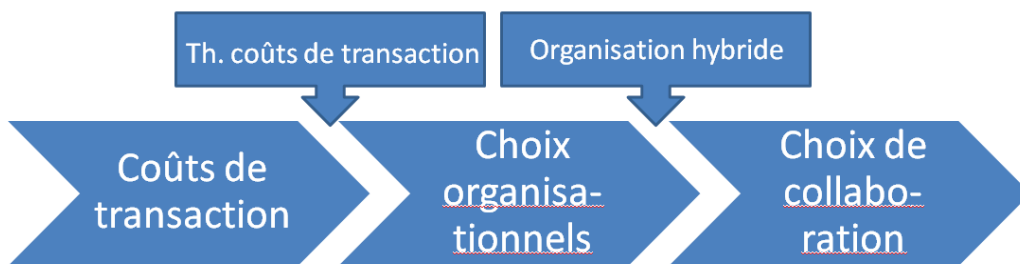 Th. coûts de transaction
Organisation hybride
Coûts de
transaction
Choix
organisa-
tionnels
Choix de
collabo-
ration